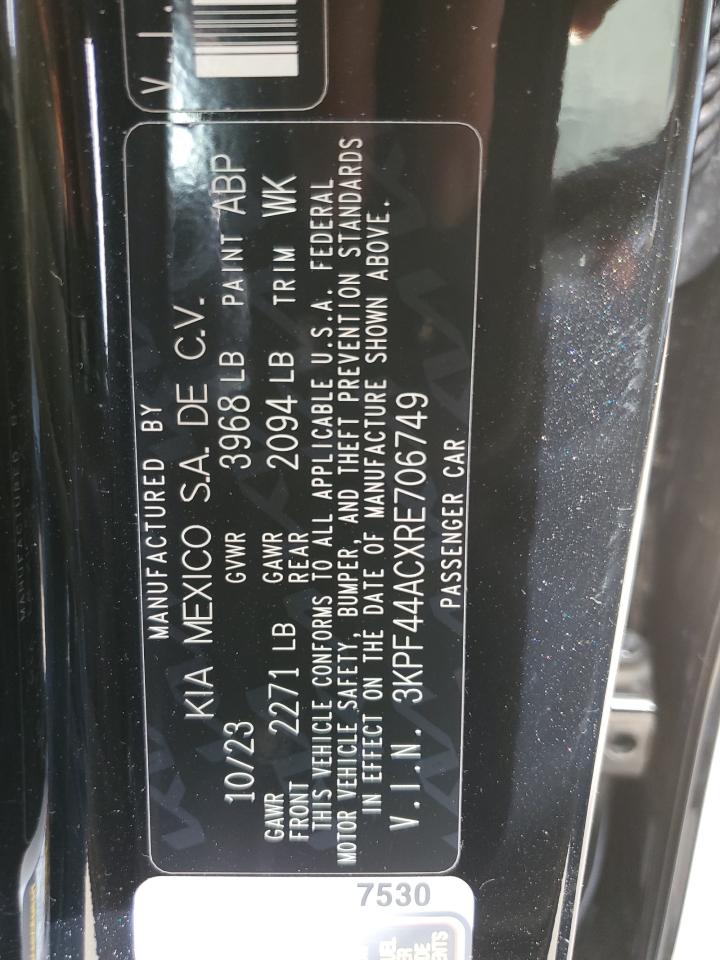 MANUFACTURED BY
KIA MEXICO S.A. DE C.V.
10/23 GVWR 3968 LB PAINT ABP
GAWR FRONT 2271 LB GAWR REAR 2094 LB TRIM WK
THIS VEHICLE CONFORMS TO ALL APPLICABLE U.S.A. FEDERAL
MOTOR VEHICLE SAFETY, BUMPER, AND THEFT PREVENTION STANDARDS
IN EFFECT ON THE DATE OF MANUFACTURE SHOWN ABOVE.
V.I.N. 3KPF44ACXRE706749
PASSENGER CAR
V.I.
7530